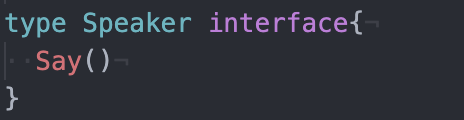 type Speaker interface{¬
··Say()¬
}